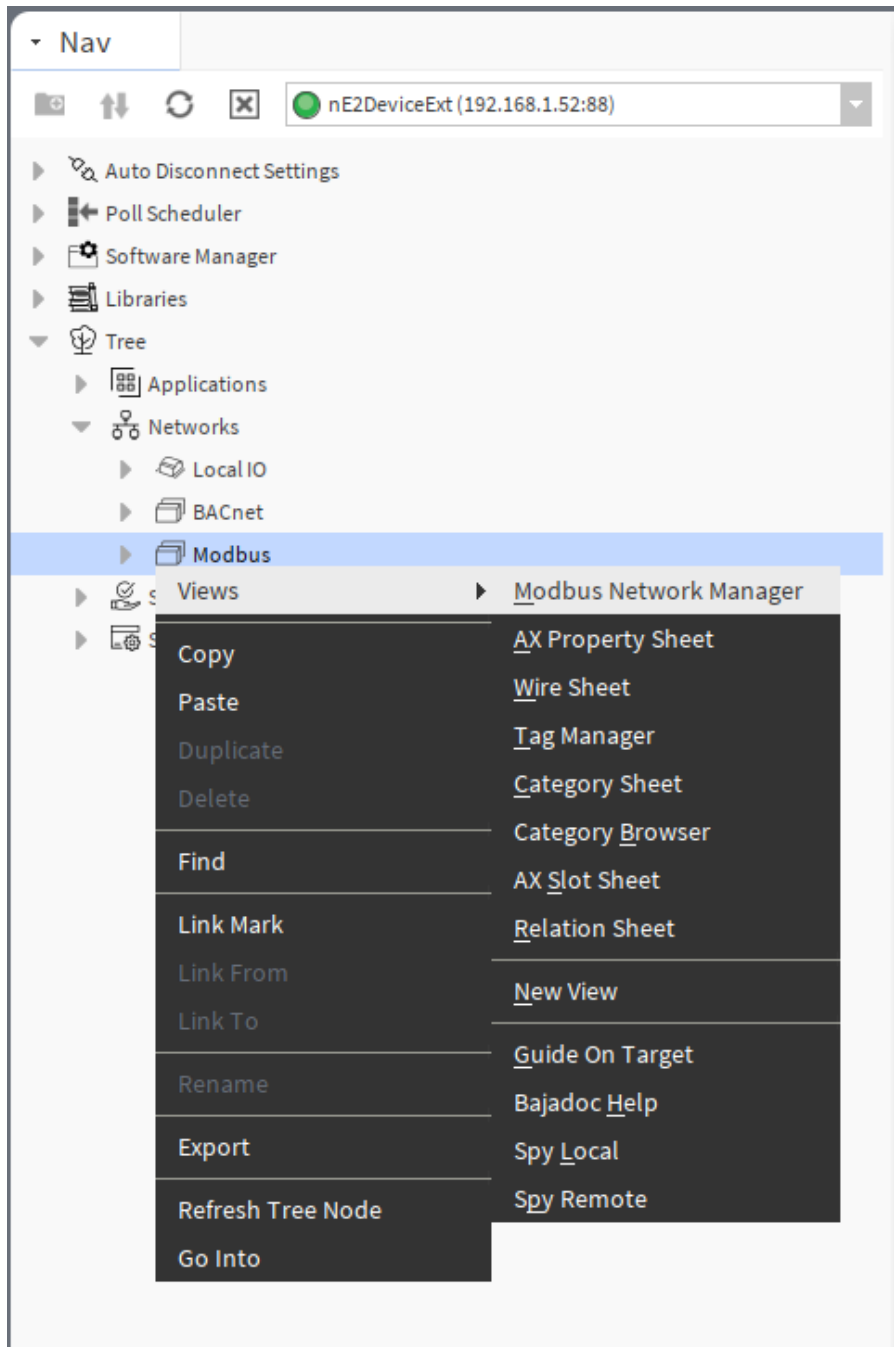 Nav
nE2DeviceExt (192.168.1.52:88)
Auto Disconnect Settings
Poll Scheduler
Software Manager
Libraries
Tree
Applications
Networks
Local IO
BACnet
Modbus
Views
Copy
Paste
Duplicate
Delete
Find
Link Mark
Link From
Link To
Rename
Export
Refresh Tree Node
Go Into
Modbus Network Manager
AX Property Sheet
Wire Sheet
Tag Manager
Category Sheet
Category Browser
AX Slot Sheet
Relation Sheet
New View
Guide On Target
Bajadoc Help
Spy Local
Spy Remote